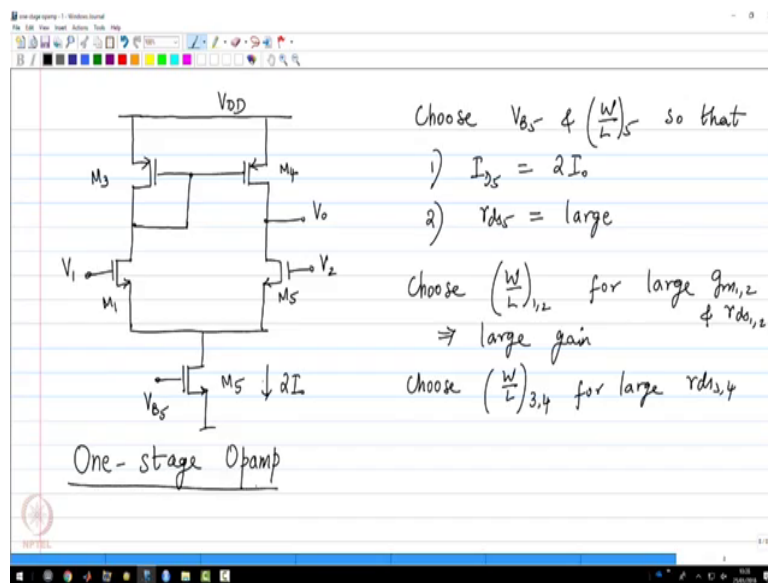 one-stage opamp - Windows Journal
File Edit View Insert Actions Tools Help
B I
VDD
M3
M4
Vo
V1
V2
M1
M5
VB5
M5 ↓ 2I
One-stage Opamp
Choose VB5 & (W/L)5 so that
1) ID5 = 2Io
2) rds5 = large
Choose (W/L)1,2 for large gm1,2 & rds1,2
⇒ large gain
Choose (W/L)3,4 for large rds3,4
NPTEL